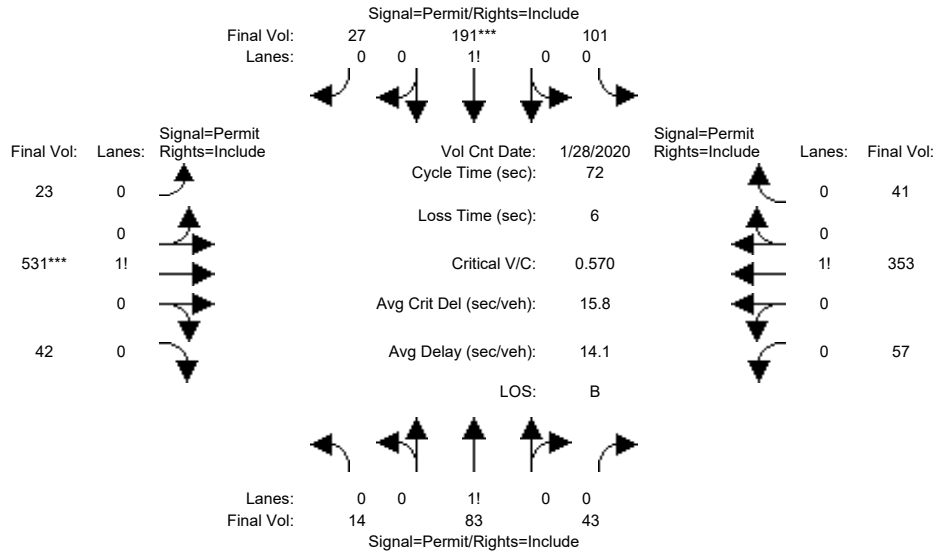 Signal=Permit/Rights=Include
Final Vol: 27 191*** 101
Lanes: 0 0 1! 0 0
Signal=Permit Signal=Permit
Final Vol: Lanes: Rights=Include Vol Cnt Date: 1/28/2020 Rights=Include Lanes: Final Vol:
Cycle Time (sec): 72
23 0 0 41
Loss Time (sec): 6
0 0
531*** 1! Critical V/C: 0.570 1! 353
0 Avg Crit Del (sec/veh): 15.8 0
42 0 Avg Delay (sec/veh): 14.1 0 57
LOS: B
Lanes: 0 0 1! 0 0
Final Vol: 14 83 43
Signal=Permit/Rights=Include